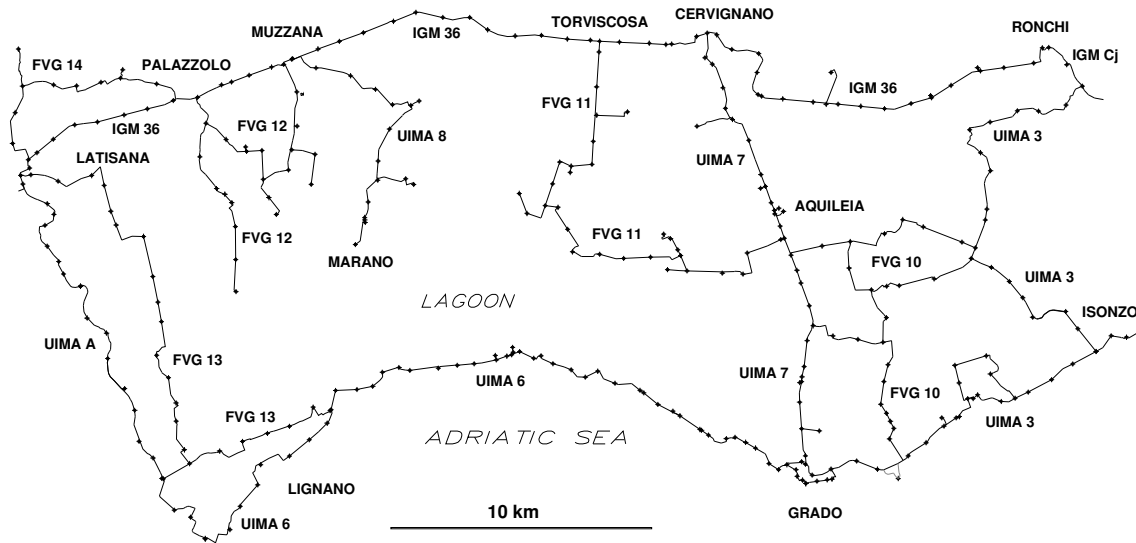 CERVIGNANO
TORVISCOSA
RONCHI
MUZZANA
IGM 36
IGM Cj
FVG 14
PALAZZOLO
IGM 36
FVG 11
IGM 36
FVG 12
UIMA 8
UIMA 3
LATISANA
UIMA 7
AQUILEIA
FVG 12
FVG 11
MARANO
FVG 10
UIMA 3
LAGOON
ISONZO
UIMA A
FVG 13
UIMA 6
UIMA 7
FVG 10
FVG 13
UIMA 3
ADRIATIC SEA
LIGNANO
10 km
GRADO
UIMA 6